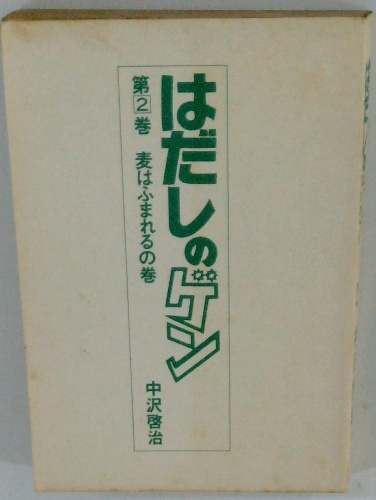 はだしのゲン
第2巻 麦はふまれるの巻
中沢啓治